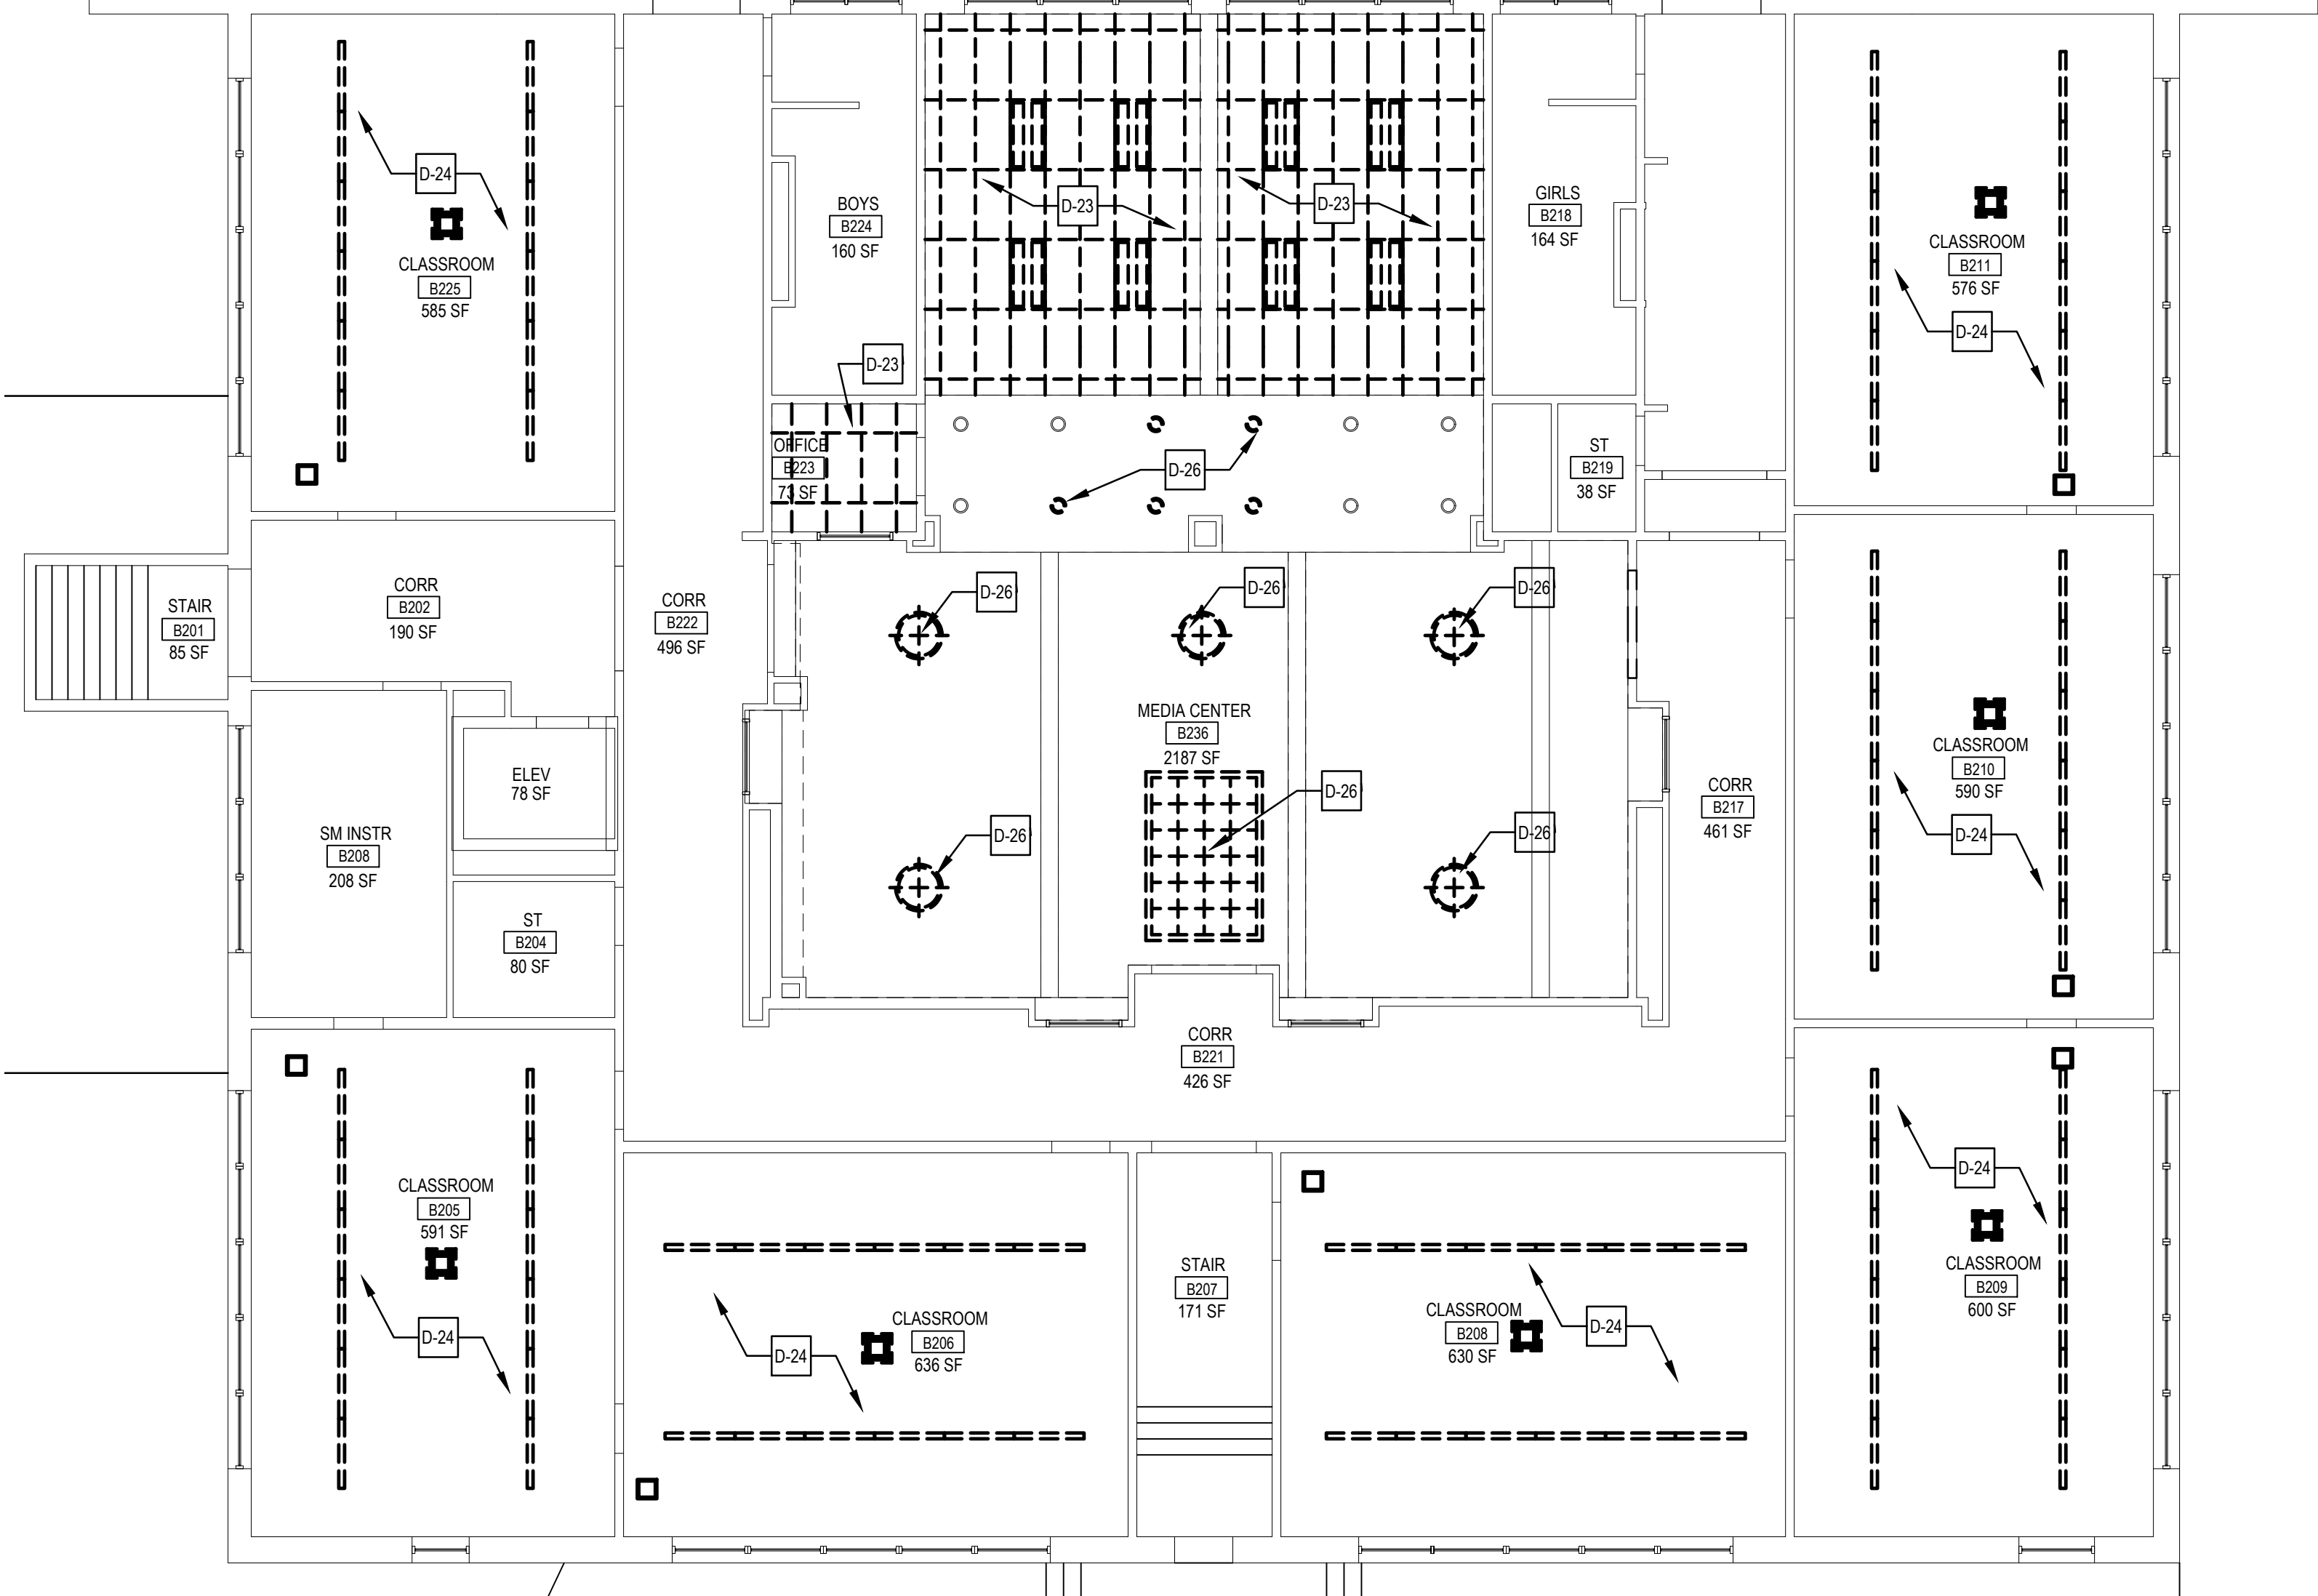 D-24
CLASSROOM
B225
585 SF
BOYS
B224
160 SF
D-23
D-23
GIRLS
B218
164 SF
CLASSROOM
B211
576 SF
D-24
D-23
OFFICE
B223
73 SF
D-26
ST
B219
38 SF
STAIR
B201
85 SF
CORR
B202
190 SF
CORR
B222
496 SF
D-26
D-26
D-26
MEDIA CENTER
B236
2187 SF
D-26
CLASSROOM
B210
590 SF
D-24
ELEV
78 SF
CORR
B217
461 SF
SM INSTR
B208
208 SF
D-26
D-26
ST
B204
80 SF
CORR
B221
426 SF
CLASSROOM
B205
591 SF
D-24
D-24
CLASSROOM
B206
636 SF
STAIR
B207
171 SF
CLASSROOM
B208
630 SF
D-24
D-24
CLASSROOM
B209
600 SF